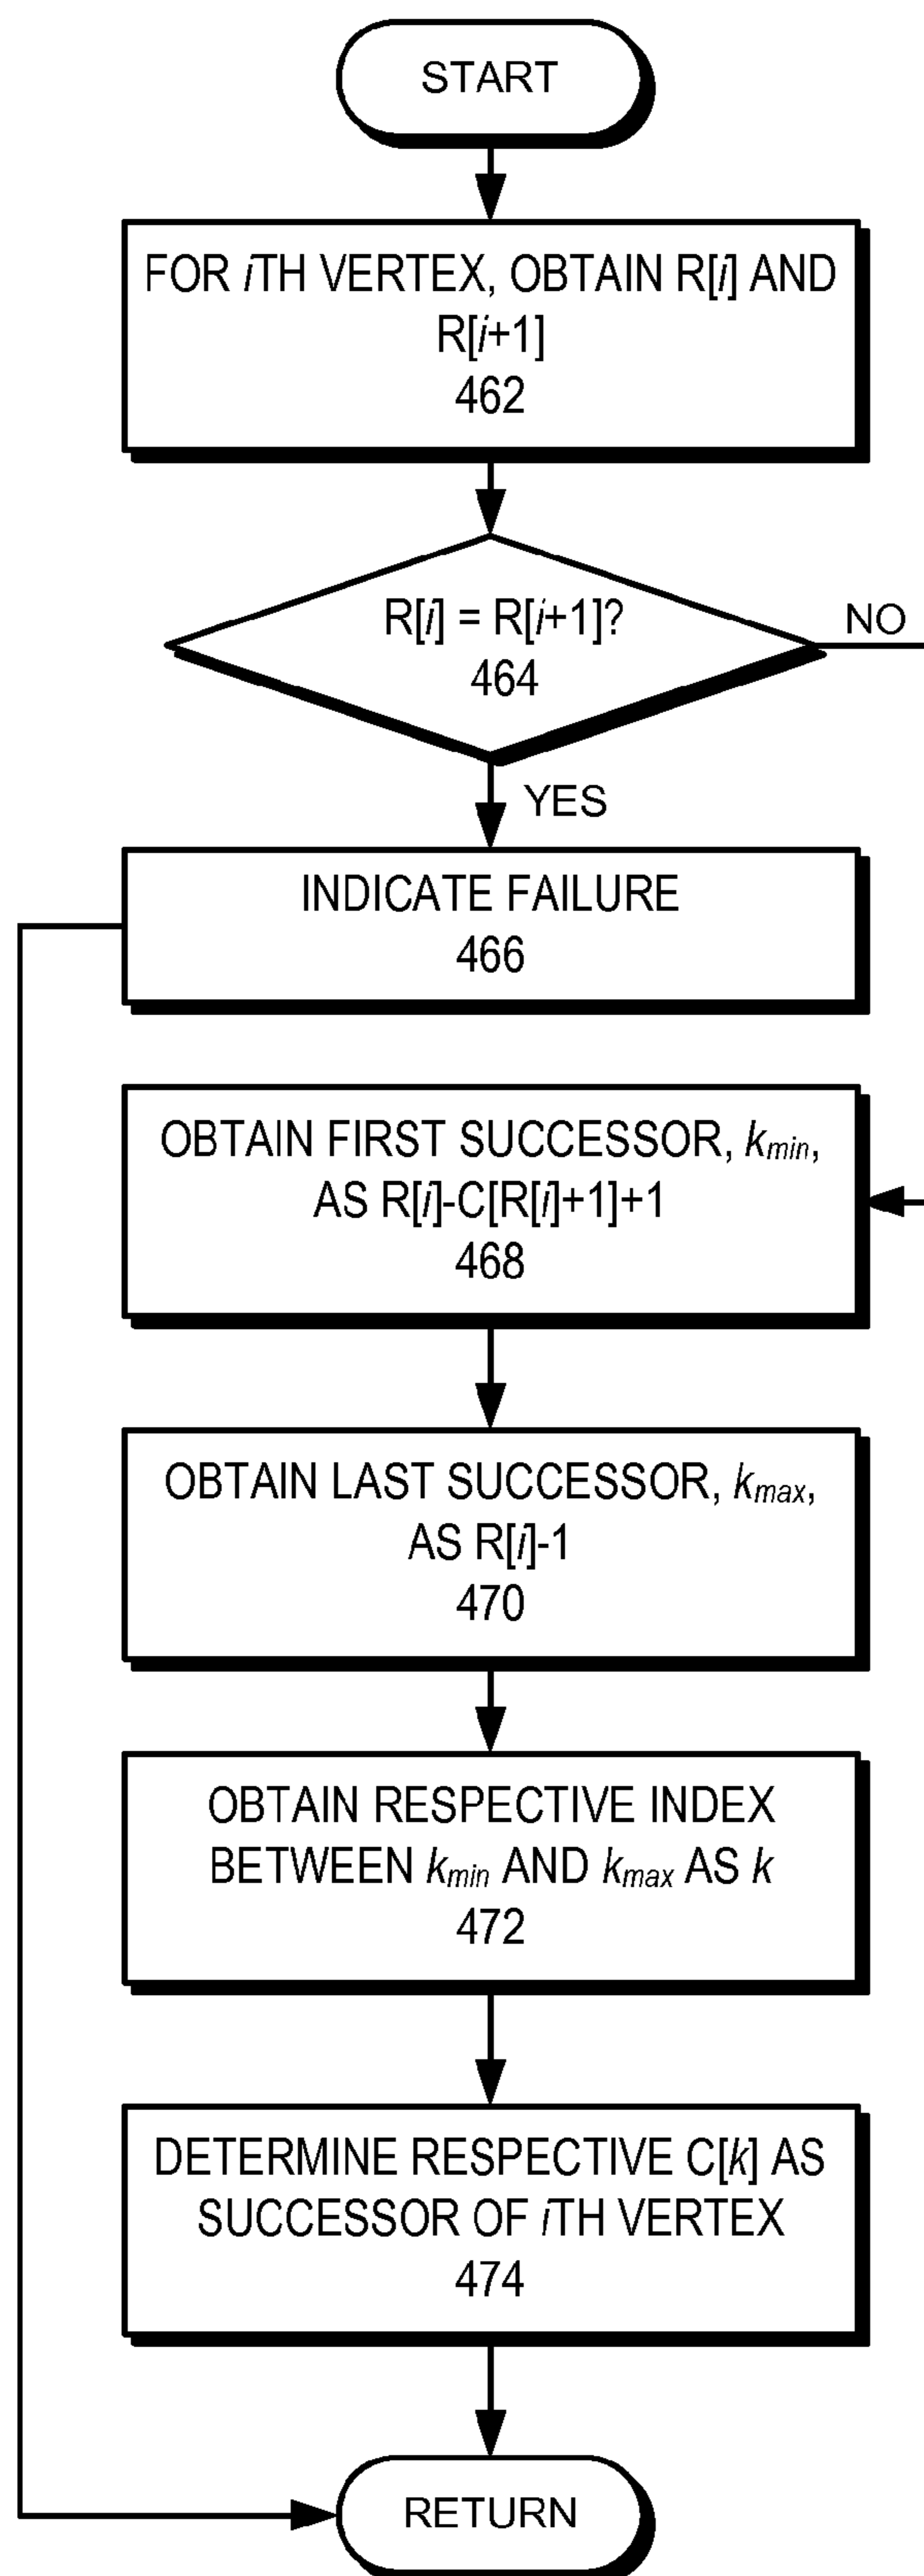 START
FOR iTH VERTEX, OBTAIN R[i] AND
R[i+1]
462
R[i] = R[i+1]?
464
NO
YES
INDICATE FAILURE
466
OBTAIN FIRST SUCCESSOR, kmin,
AS R[i]-C[R[i]+1]+1
468
OBTAIN LAST SUCCESSOR, kmax,
AS R[i]-1
470
OBTAIN RESPECTIVE INDEX
BETWEEN kmin AND kmax AS k
472
DETERMINE RESPECTIVE C[k] AS
SUCCESSOR OF iTH VERTEX
474
RETURN